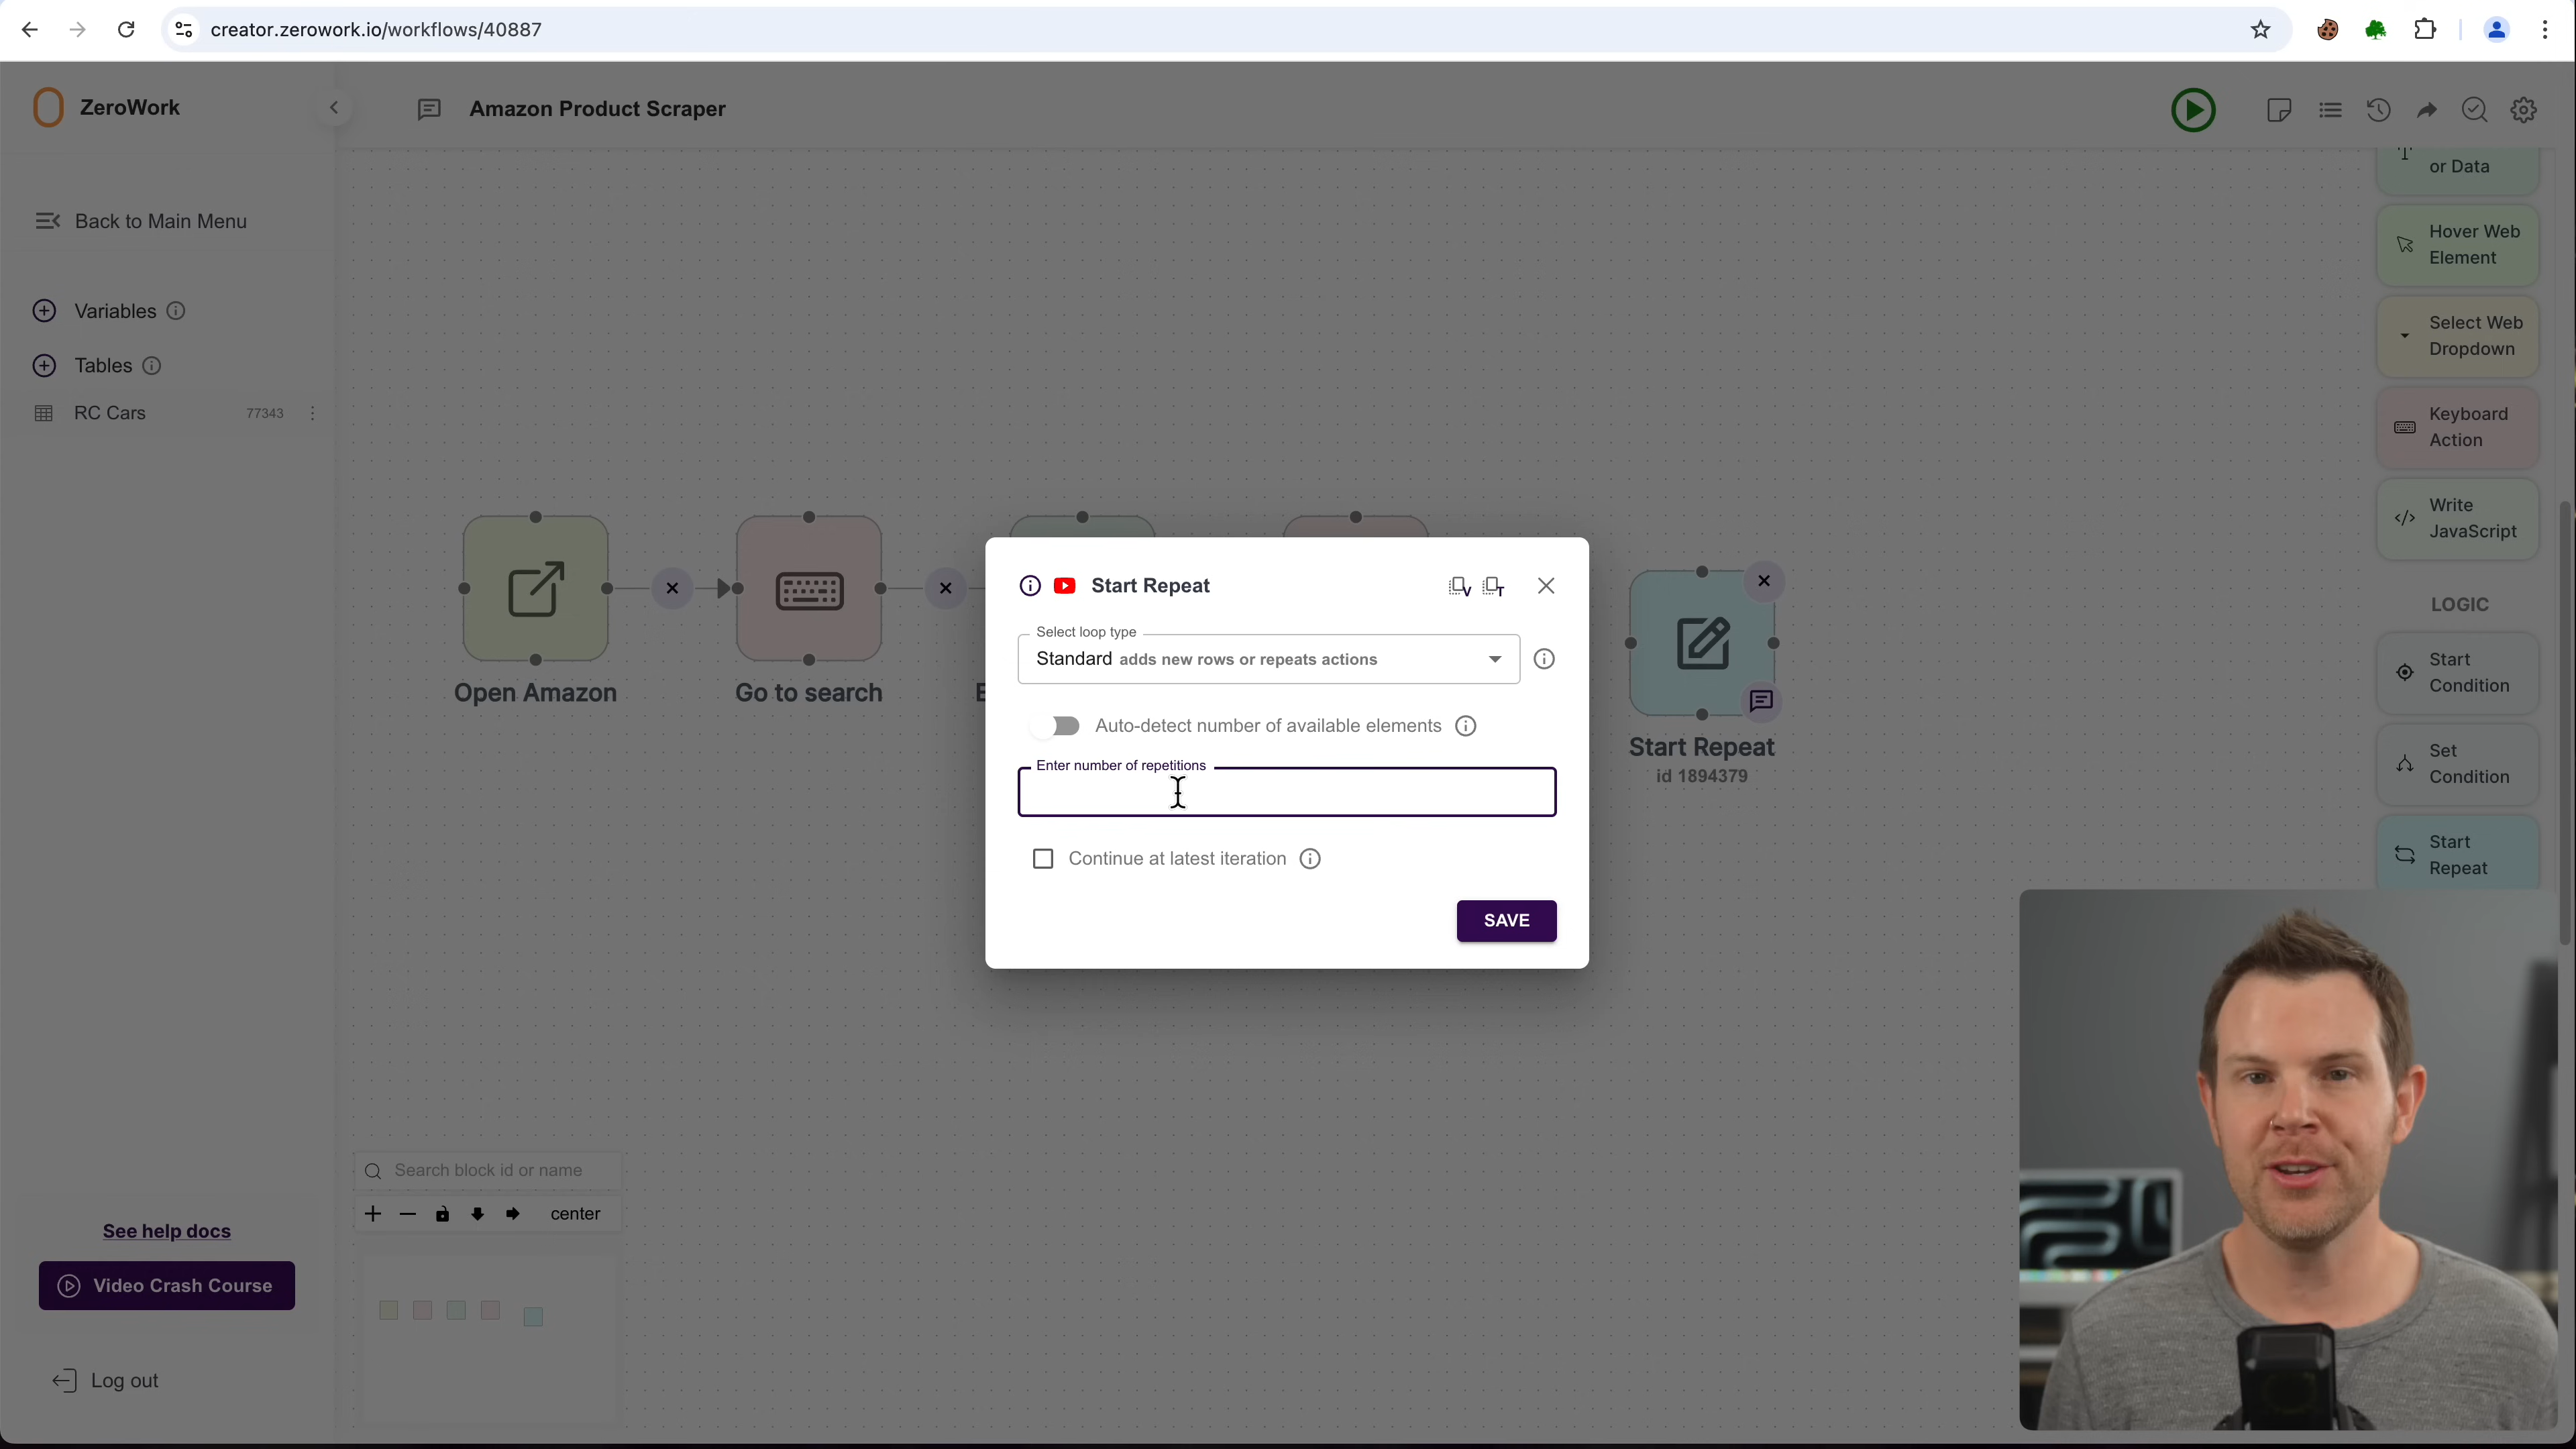 creator.zerowork.io/workflows/40887
ZeroWork
Amazon Product Scraper
Back to Main Menu
Variables
Tables
RC Cars 77343
Open Amazon
Go to search
Start Repeat
Select loop type
Standard adds new rows or repeats actions
Auto-detect number of available elements
Enter number of repetitions
Continue at latest iteration
SAVE
Start Repeat
id 1894379
or Data
Hover Web
Element
Select Web
Dropdown
Keyboard
Action
Write
JavaScript
LOGIC
Start
Condition
Set
Condition
Start
Repeat
Search block id or name
center
See help docs
Video Crash Course
Log out